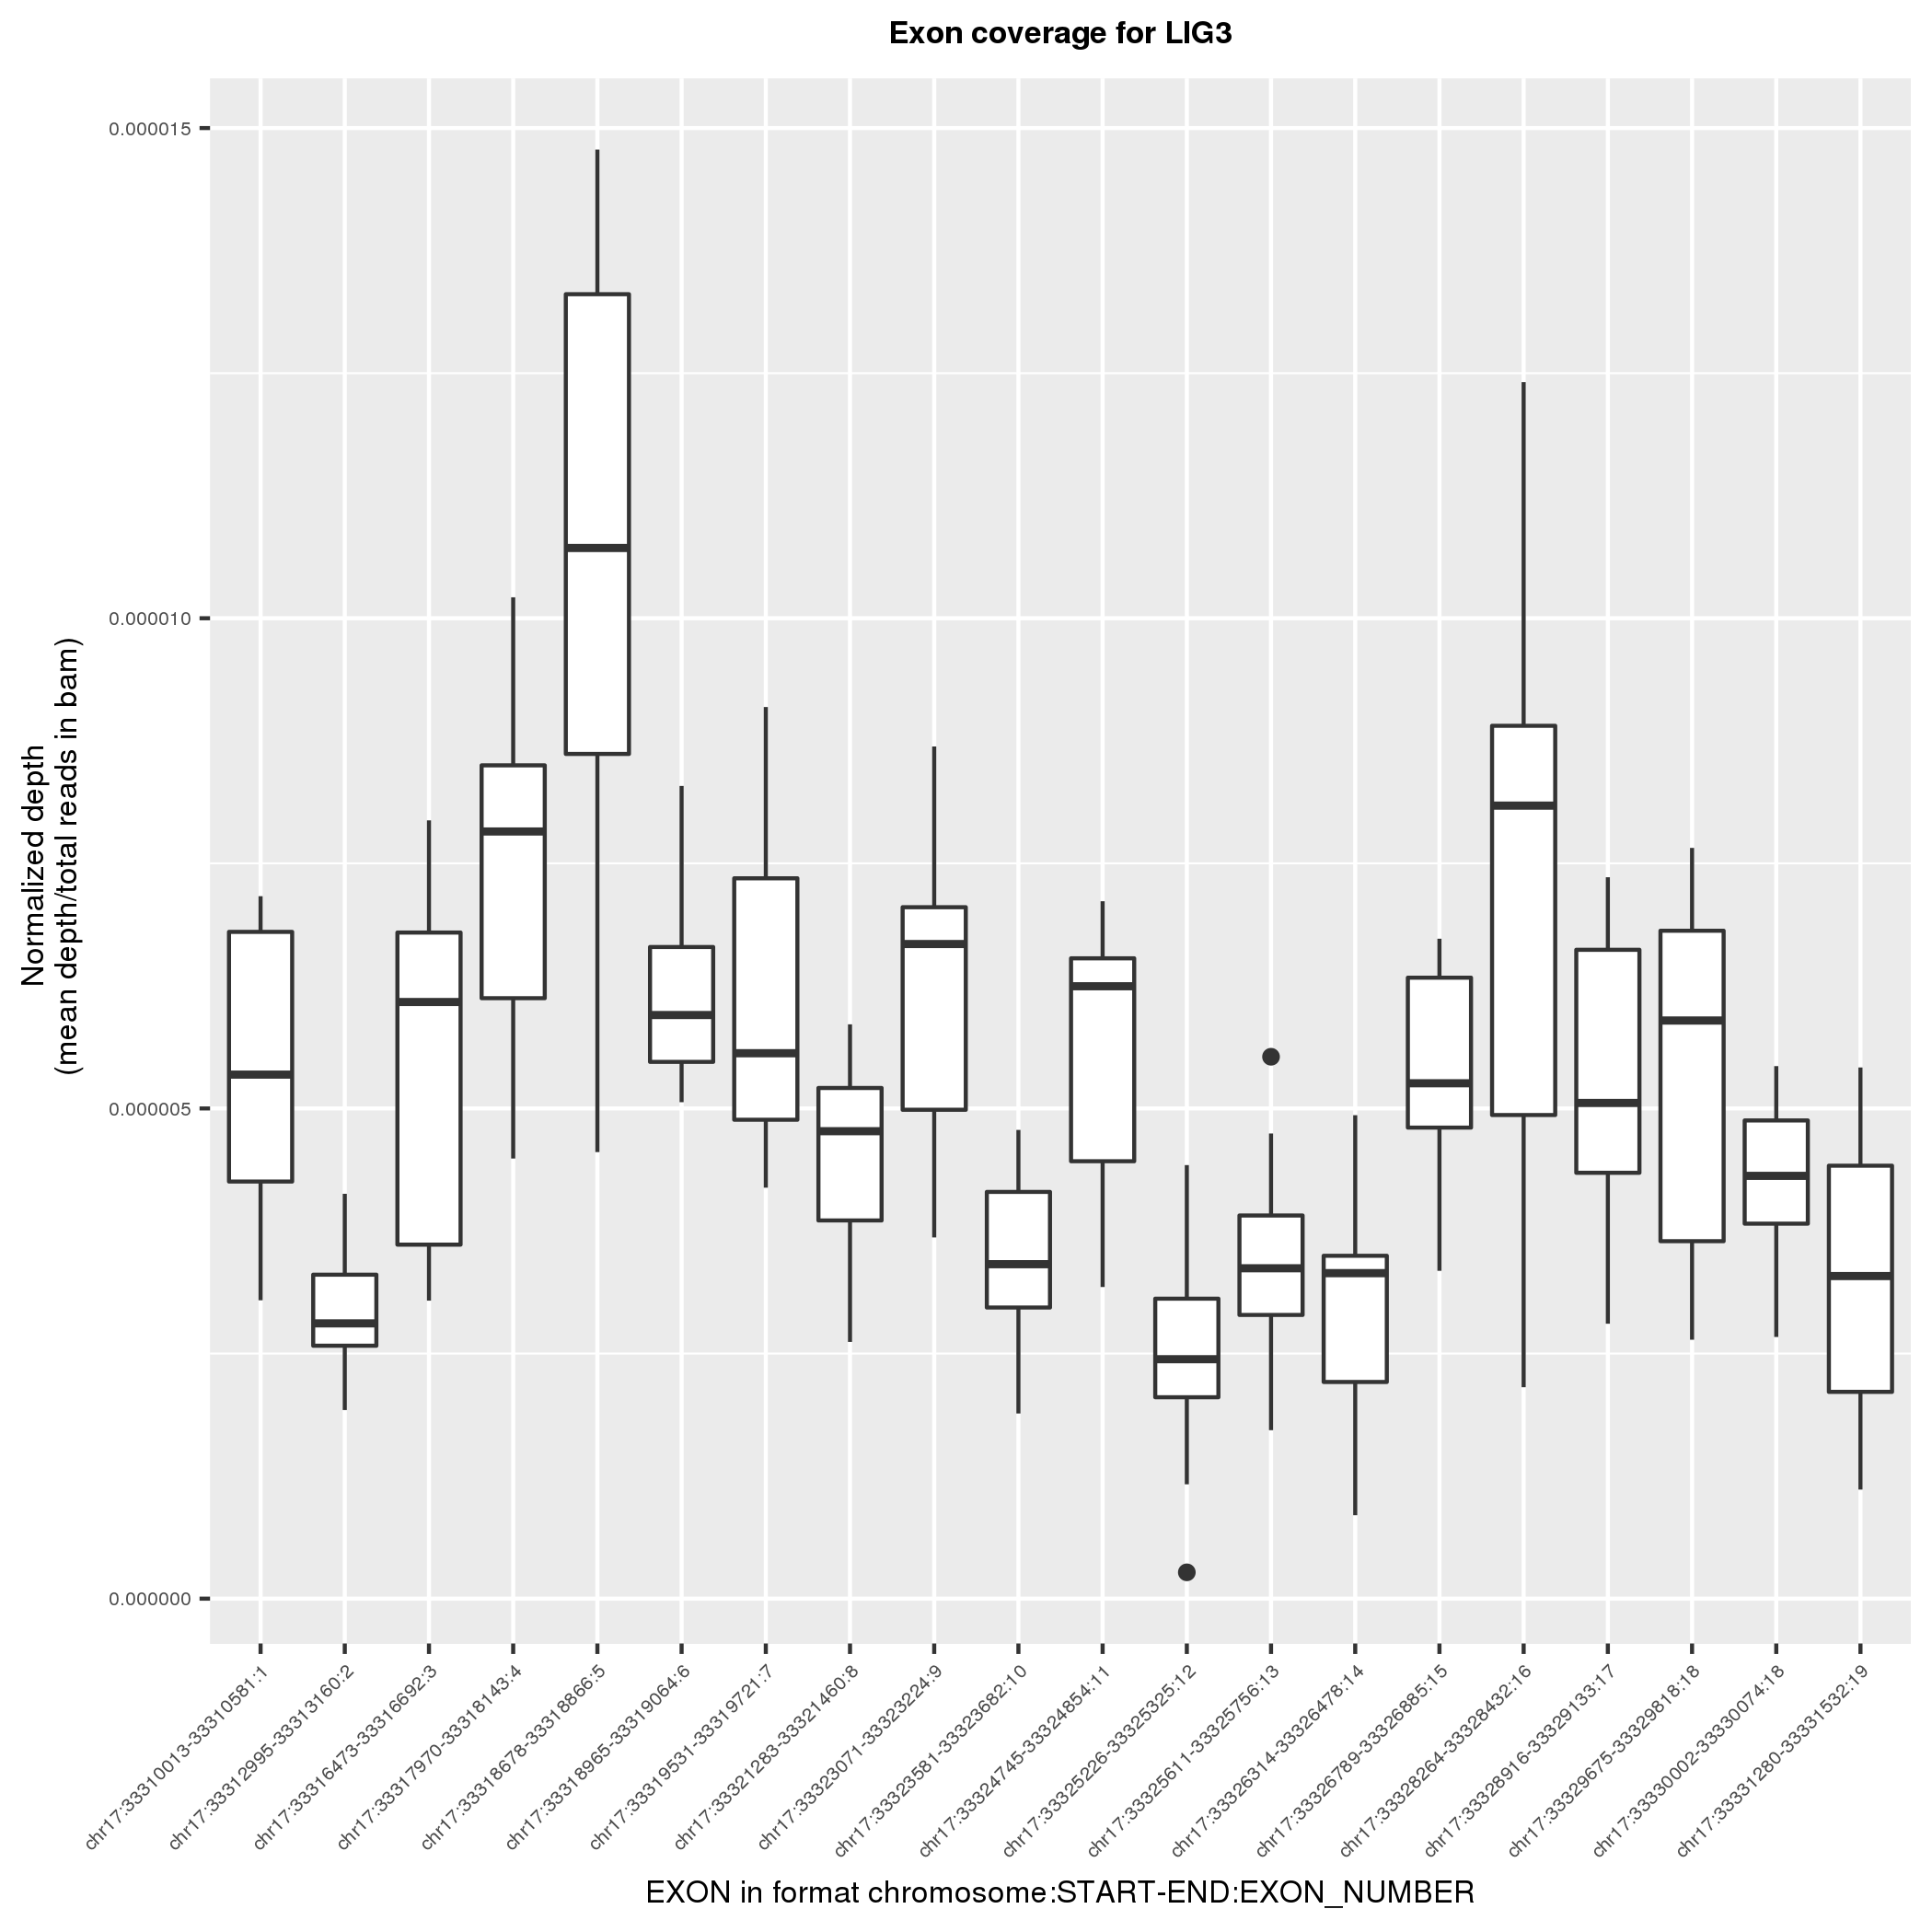 Exon coverage for LIG3
0.000015
0.000010
0.000005
0.000000
Normalized depth
(mean depth/total reads in bam)
chr17:33310013-33310581:1
chr17:33312995-33313160:2
chr17:33316473-33316692:3
chr17:33317970-33318143:4
chr17:33318678-33318866:5
chr17:33318965-33319064:6
chr17:33319531-33319721:7
chr17:33321283-33321460:8
chr17:33323071-33323224:9
chr17:33323581-33323682:10
chr17:33324745-33324854:11
chr17:33325226-33325325:12
chr17:33325611-33325756:13
chr17:33326314-33326478:14
chr17:33326789-33326885:15
chr17:33328264-33328432:16
chr17:33328916-33329133:17
chr17:33329675-33329818:18
chr17:33330002-33330074:18
chr17:33331280-33331532:19
EXON in format chromosome:START-END:EXON_NUMBER